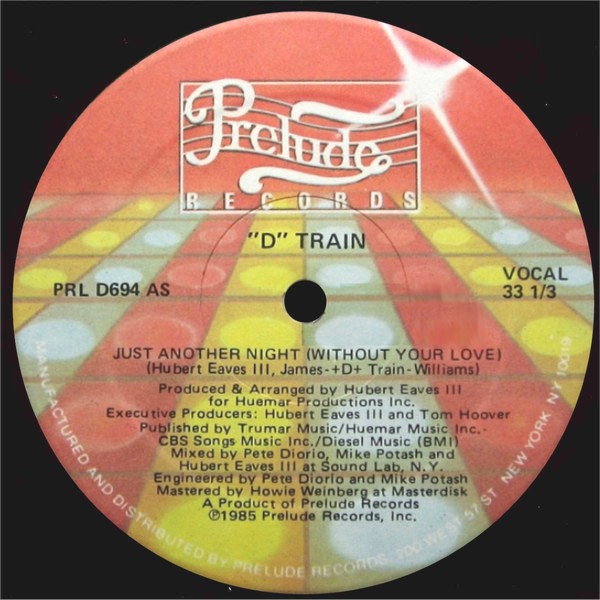 Prelude
RECORDS
"D" TRAIN
PRL D694 AS
VOCAL
33 1/3
JUST ANOTHER NIGHT (WITHOUT YOUR LOVE)
(Hubert Eaves III, James-+D+ Train-Williams)
Produced & Arranged by Hubert Eaves III
for Huemar Productions Inc.
Executive Producers: Hubert Eaves III and Tom Hoover
Published by Trumar Music/Huemar Music Inc.-
CBS Songs Music Inc./Diesel Music (BMI)
Mixed by Pete Diorio, Mike Potash and
Hubert Eaves III at Sound Lab, N.Y.
Engineered by Pete Diorio and Mike Potash
Mastered by Howie Weinberg at Masterdisk
A Product of Prelude Records
℗1985 Prelude Records, Inc.
MANUFACTURED AND DISTRIBUTED BY PRELUDE RECORDS 200 WEST 57 ST NEW YORK NY 10019